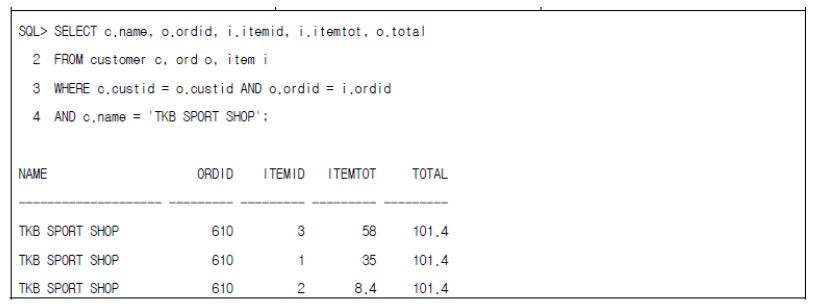 SQL> SELECT c.name, o.ordid, i.itemid, i.itemtot, o.total
2 FROM customer c, ord o, item i
3 WHERE c.custid = o.custid AND o.ordid = i.ordid
4 AND c.name = 'TKB SPORT SHOP';
NAME ORDID ITEMID ITEMTOT TOTAL
-------------------- --------- --------- --------- ---------
TKB SPORT SHOP 610 3 58 101.4
TKB SPORT SHOP 610 1 35 101.4
TKB SPORT SHOP 610 2 8.4 101.4